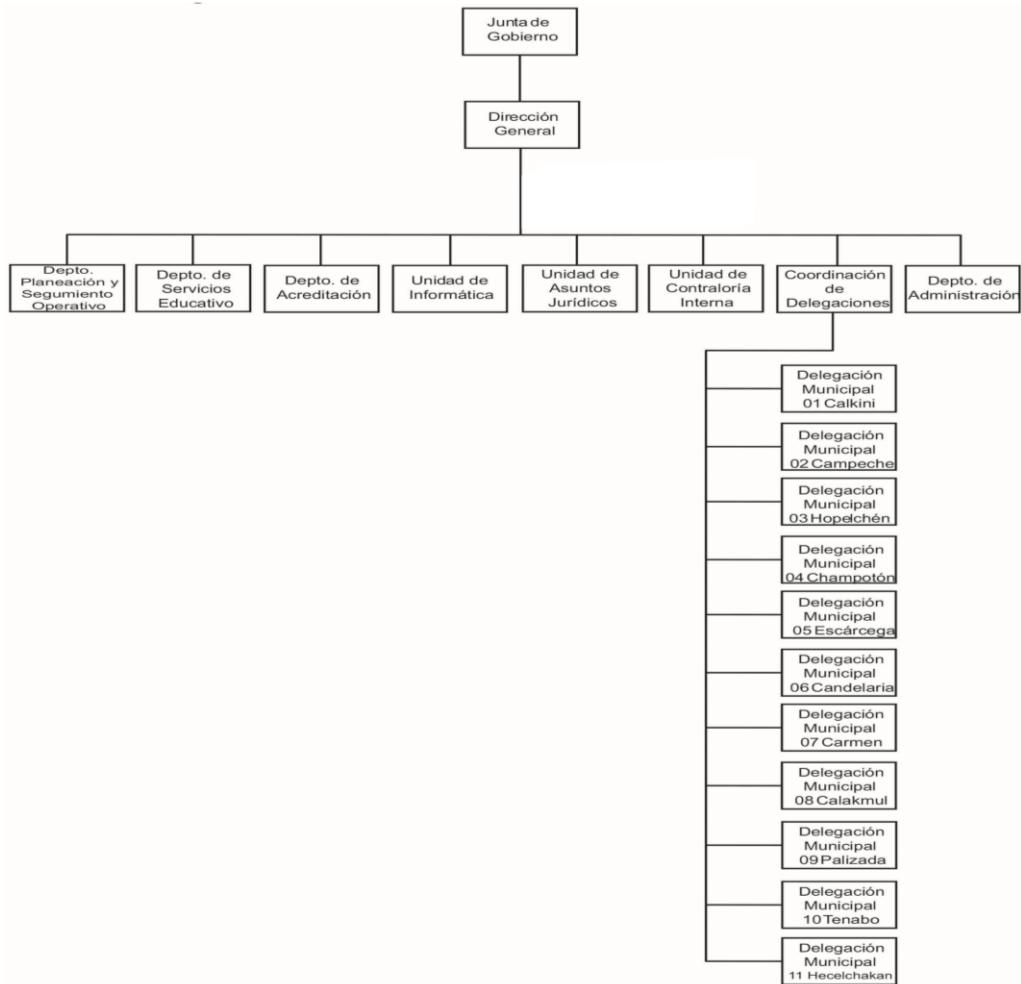 Junta de
Gobierno
Dirección
General
Depto.
Planeación y
Segumiento
Operativo
Depto. de
Servicios
Educativo
Depto. de
Acreditación
Unidad de
Informática
Unidad de
Asuntos
Jurídicos
Unidad de
Contraloría
Interna
Coordinación
de
Delegaciones
Depto. de
Administración
Delegación
Municipal
01 Calkini
Delegación
Municipal
02 Campeche
Delegación
Municipal
03 Hopelchén
Delegación
Municipal
04 Champotón
Delegación
Municipal
05 Escárcega
Delegación
Municipal
06 Candelaria
Delegación
Municipal
07 Carmen
Delegación
Municipal
08 Calakmul
Delegación
Municipal
09 Palizada
Delegación
Municipal
10 Tenabo
Delegación
Municipal
11 Hecelchakan